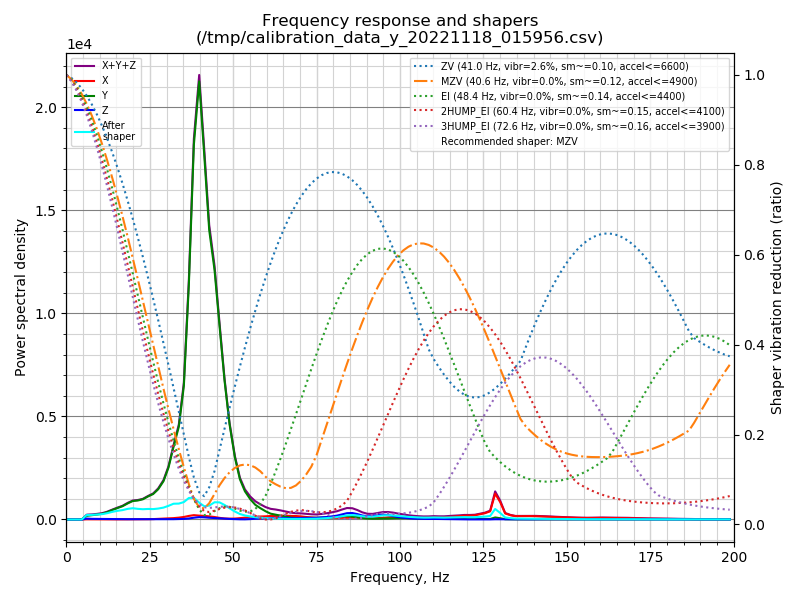 Frequency response and shapers
(/tmp/calibration_data_y_20221118_015956.csv)
1e4
X+Y+Z
X
Y
Z
After
shaper
ZV (41.0 Hz, vibr=2.6%, sm~=0.10, accel<=6600)
MZV (40.6 Hz, vibr=0.0%, sm~=0.12, accel<=4900)
EI (48.4 Hz, vibr=0.0%, sm~=0.14, accel<=4400)
2HUMP_EI (60.4 Hz, vibr=0.0%, sm~=0.15, accel<=4100)
3HUMP_EI (72.6 Hz, vibr=0.0%, sm~=0.16, accel<=3900)
Recommended shaper: MZV
Power spectral density
2.0
1.5
1.0
0.5
0.0
1.0
0.8
0.6
0.4
0.2
0.0
Shaper vibration reduction (ratio)
0
25
50
75
100
125
150
175
200
Frequency, Hz